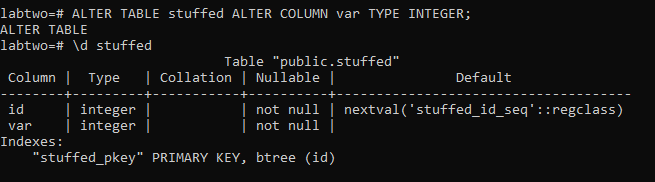 labtwo=# ALTER TABLE stuffed ALTER COLUMN var TYPE INTEGER;
ALTER TABLE
labtwo=# \d stuffed
                            Table "public.stuffed"
 Column |  Type   | Collation | Nullable |               Default
--------+---------+-----------+----------+-------------------------------------
 id     | integer |           | not null | nextval('stuffed_id_seq'::regclass)
 var    | integer |           | not null |
Indexes:
    "stuffed_pkey" PRIMARY KEY, btree (id)